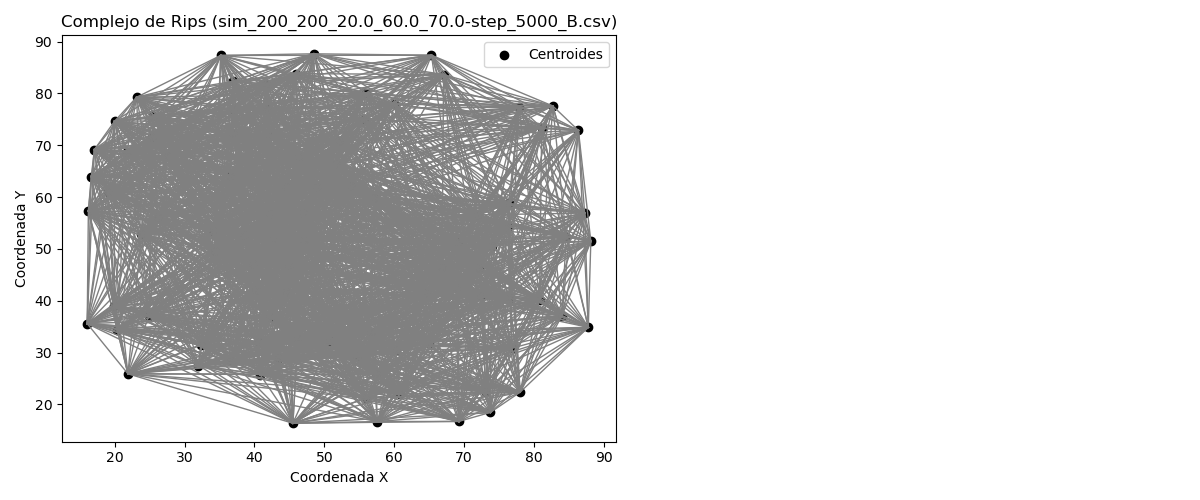 Complejo de Rips (sim_200_200_20.0_60.0_70.0-step_5000_B.csv)
Centroides
Coordenada Y
90
80
70
60
50
40
30
20
20 30 40 50 60 70 80 90
Coordenada X